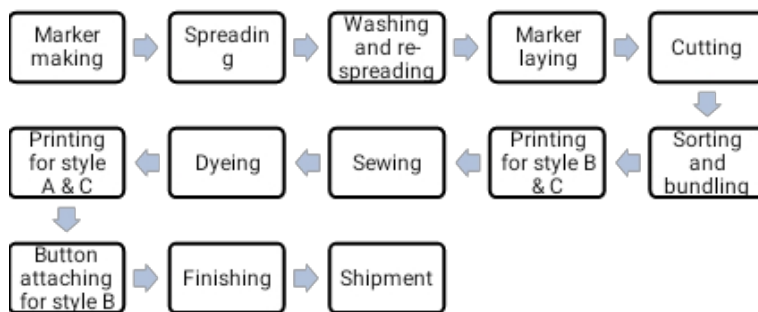 Marker
making
Spreadin
g
Washing
and re-
spreading
Marker
laying
Cutting
Sorting
and
bundling
Printing
for style B
& C
Sewing
Dyeing
Printing
for style
A & C
Button
attaching
for style B
Finishing
Shipment